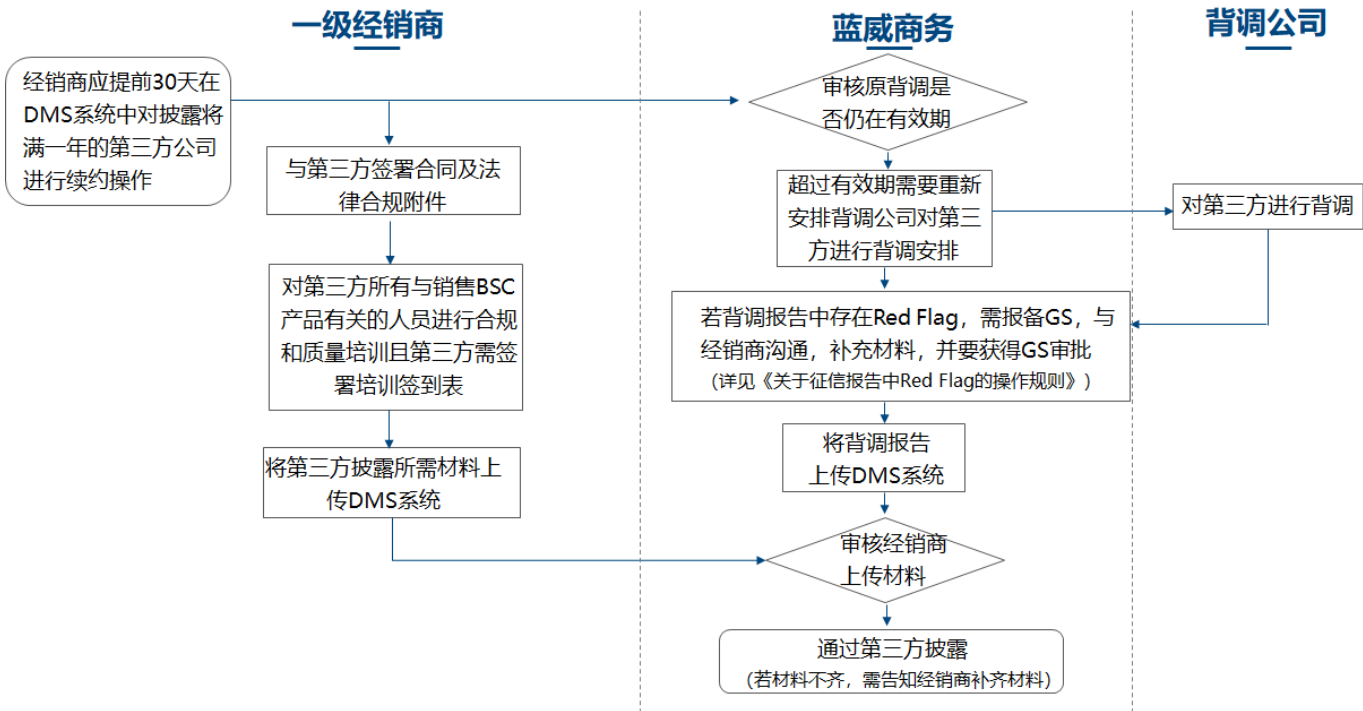 一级经销商
蓝威商务
背调公司
经销商应提前30天在
DMS系统中对披露将
满一年的第三方公司
进行续约操作
与第三方签署合同及法
律合规附件
对第三方所有与销售BSC
产品有关的人员进行合规
和质量培训且第三方需签
署培训签到表
将第三方披露所需材料上
传DMS系统
审核原背调是
否仍在有效期
超过有效期需要重新
安排背调公司对第三
方进行背调安排
对第三方进行背调
若背调报告中存在Red Flag，需报备GS，与
经销商沟通，补充材料，并要获得GS审批
（详见《关于征信报告中Red Flag的操作规则》）
将背调报告
上传DMS系统
审核经销商
上传材料
通过第三方披露
（若材料不齐，需告知经销商补齐材料）